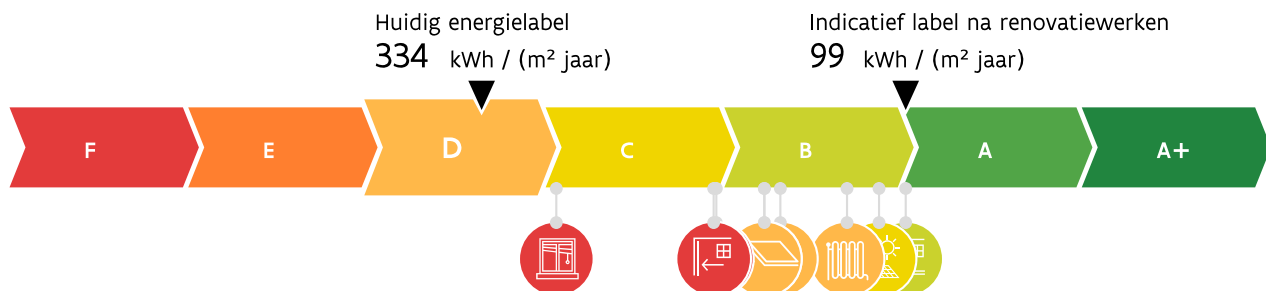 Huidig energielabel
334 kWh / (m² jaar)
Indicatief label na renovatiewerken
99 kWh / (m² jaar)
F E D C B A A+